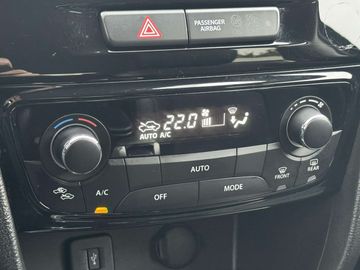 PASSENGER
AIRBAG
AUTO A/C 22.0
AUTO
A/C
OFF
MODE
FRONT
REAR